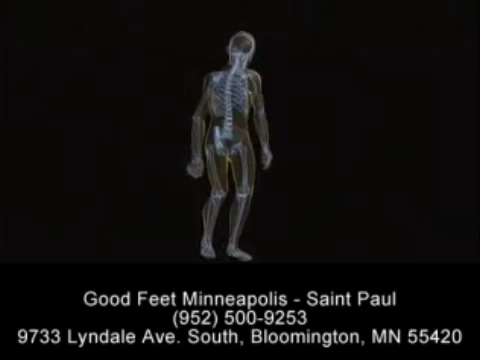 Good Feet Minneapolis - Saint Paul
(952) 500-9253
9733 Lyndale Ave. South, Bloomington, MN 55420